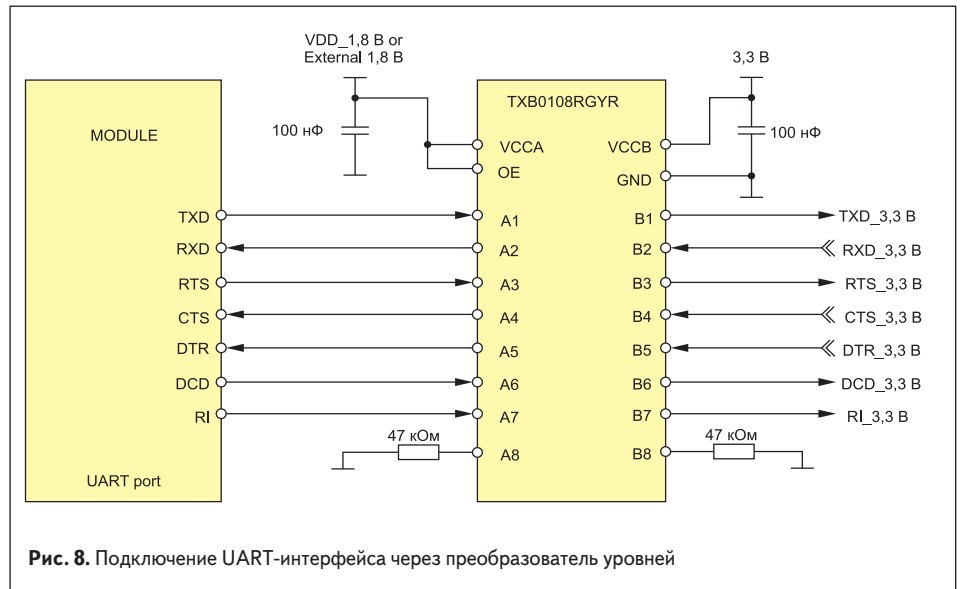 VDD_1,8 В or
External 1,8 В
3,3 В
TXB0108RGYR
MODULE
100 нФ
100 нФ
VCCA
VCCB
OE
GND
TXD
A1
B1
TXD_3,3 В
RXD
A2
B2
RXD_3,3 В
RTS
A3
B3
RTS_3,3 В
CTS
A4
B4
CTS_3,3 В
DTR
A5
B5
DTR_3,3 В
DCD
A6
B6
DCD_3,3 В
RI
A7
B7
RI_3,3 В
47 кОм
A8
B8
47 кОм
UART port
Рис. 8. Подключение UART-интерфейса через преобразователь уровней